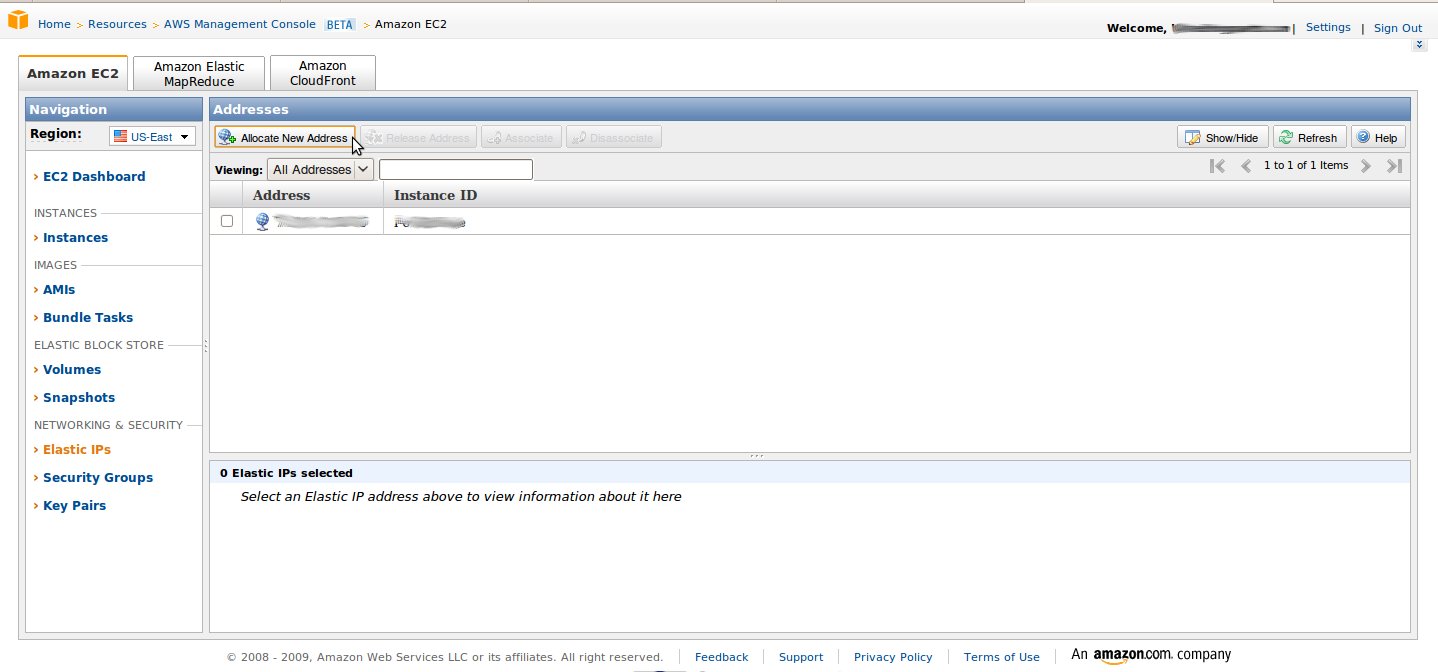 Home > Resources > AWS Management Console BETA > Amazon EC2
Welcome, | Settings | Sign Out
Amazon EC2
Amazon Elastic MapReduce
Amazon CloudFront
Navigation
Region: US-East
› EC2 Dashboard
INSTANCES
› Instances
IMAGES
› AMIs
› Bundle Tasks
ELASTIC BLOCK STORE
› Volumes
› Snapshots
NETWORKING & SECURITY
› Elastic IPs
› Security Groups
› Key Pairs
Addresses
Allocate New Address Release Address Associate Disassociate Show/Hide Refresh Help
Viewing: All Addresses 1 to 1 of 1 Items
Address Instance ID
0 Elastic IPs selected
Select an Elastic IP address above to view information about it here
© 2008 - 2009, Amazon Web Services LLC or its affiliates. All right reserved. | Feedback | Support | Privacy Policy | Terms of Use | An amazon.com company